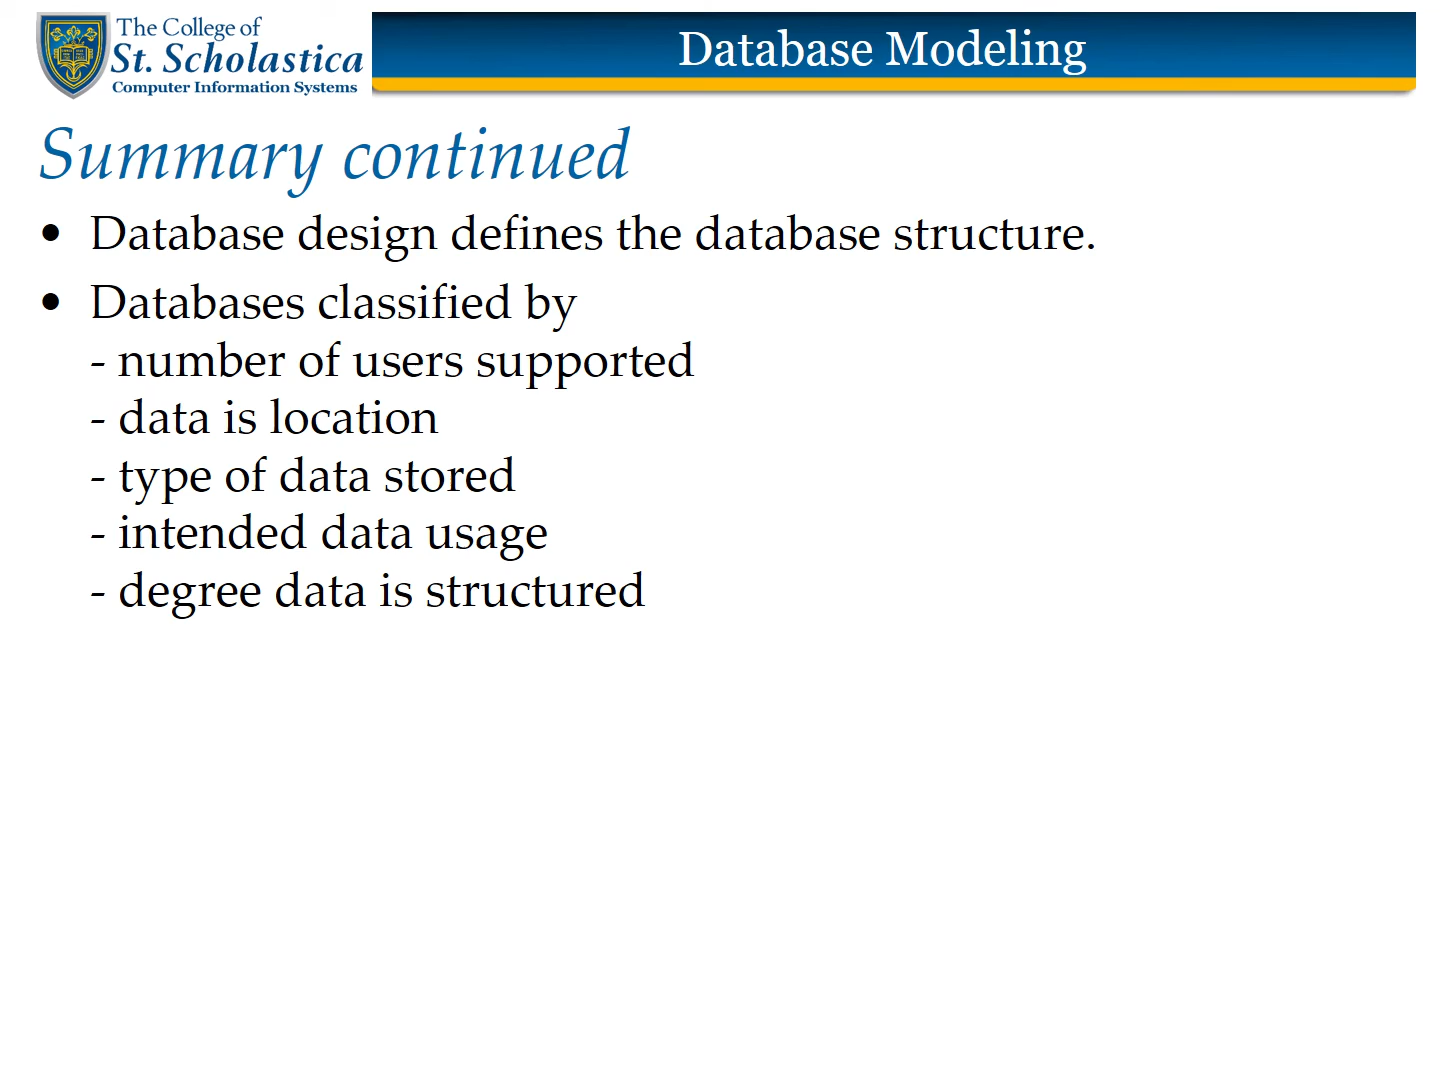 The College of
St. Scholastica
Computer Information Systems
Database Modeling
Summary continued
• Database design defines the database structure.
• Databases classified by
- number of users supported
- data is location
- type of data stored
- intended data usage
- degree data is structured